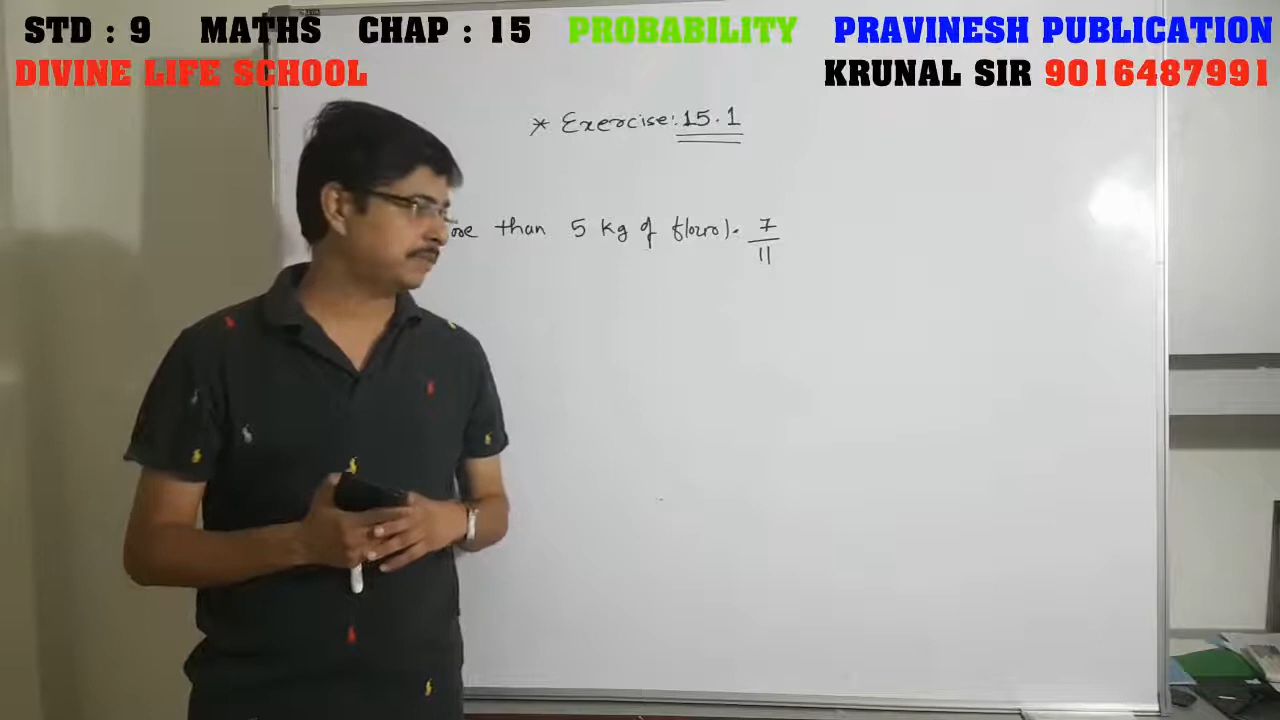 STD : 9 MATHS CHAP : 15 PROBABILITY PRAVINESH PUBLICATION
DIVINE LIFE SCHOOL KRUNAL SIR 9016487991
* Exercise: 15.1
than 5 kg of flour). 7/11